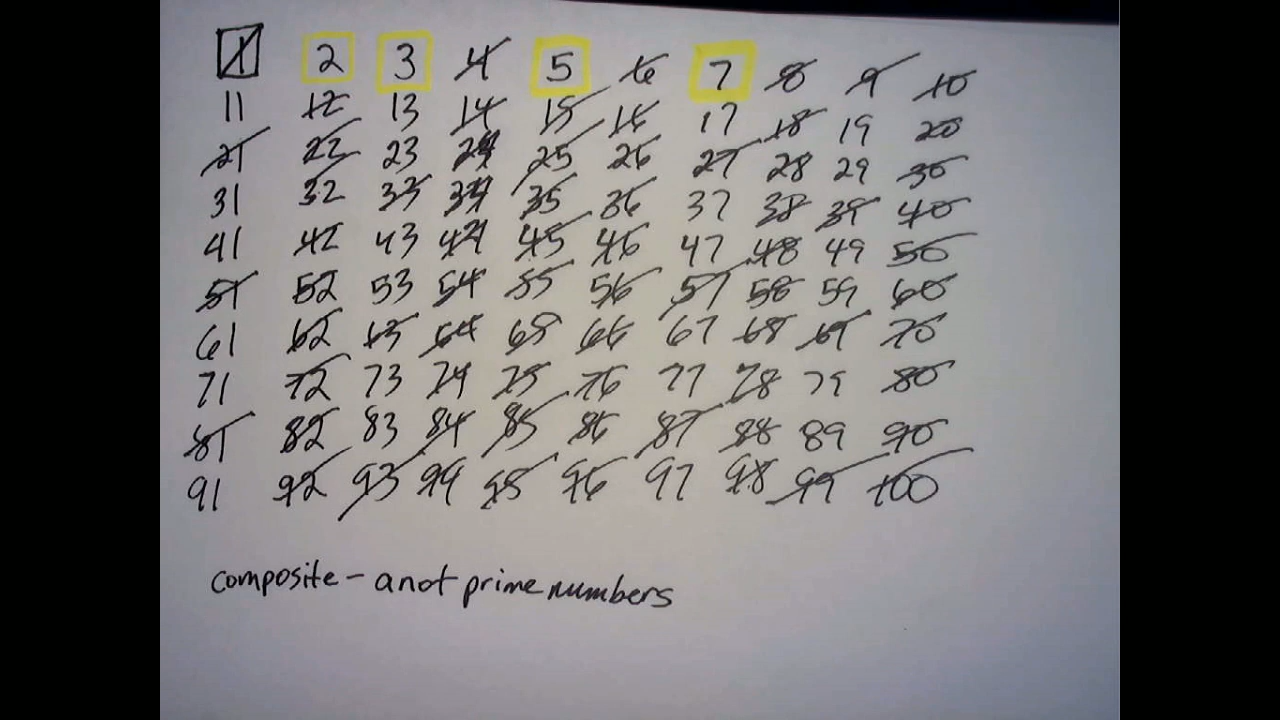 1 2 3 4 5 6 7 8 9 10
11 12 13 14 15 16 17 18 19 20
21 22 23 24 25 26 27 28 29 30
31 32 33 34 35 36 37 38 39 40
41 42 43 44 45 46 47 48 49 50
51 52 53 54 55 56 57 58 59 60
61 62 63 64 65 66 67 68 69 70
71 72 73 74 75 76 77 78 79 80
81 82 83 84 85 86 87 88 89 90
91 92 93 94 95 96 97 98 99 100
composite - a not prime numbers